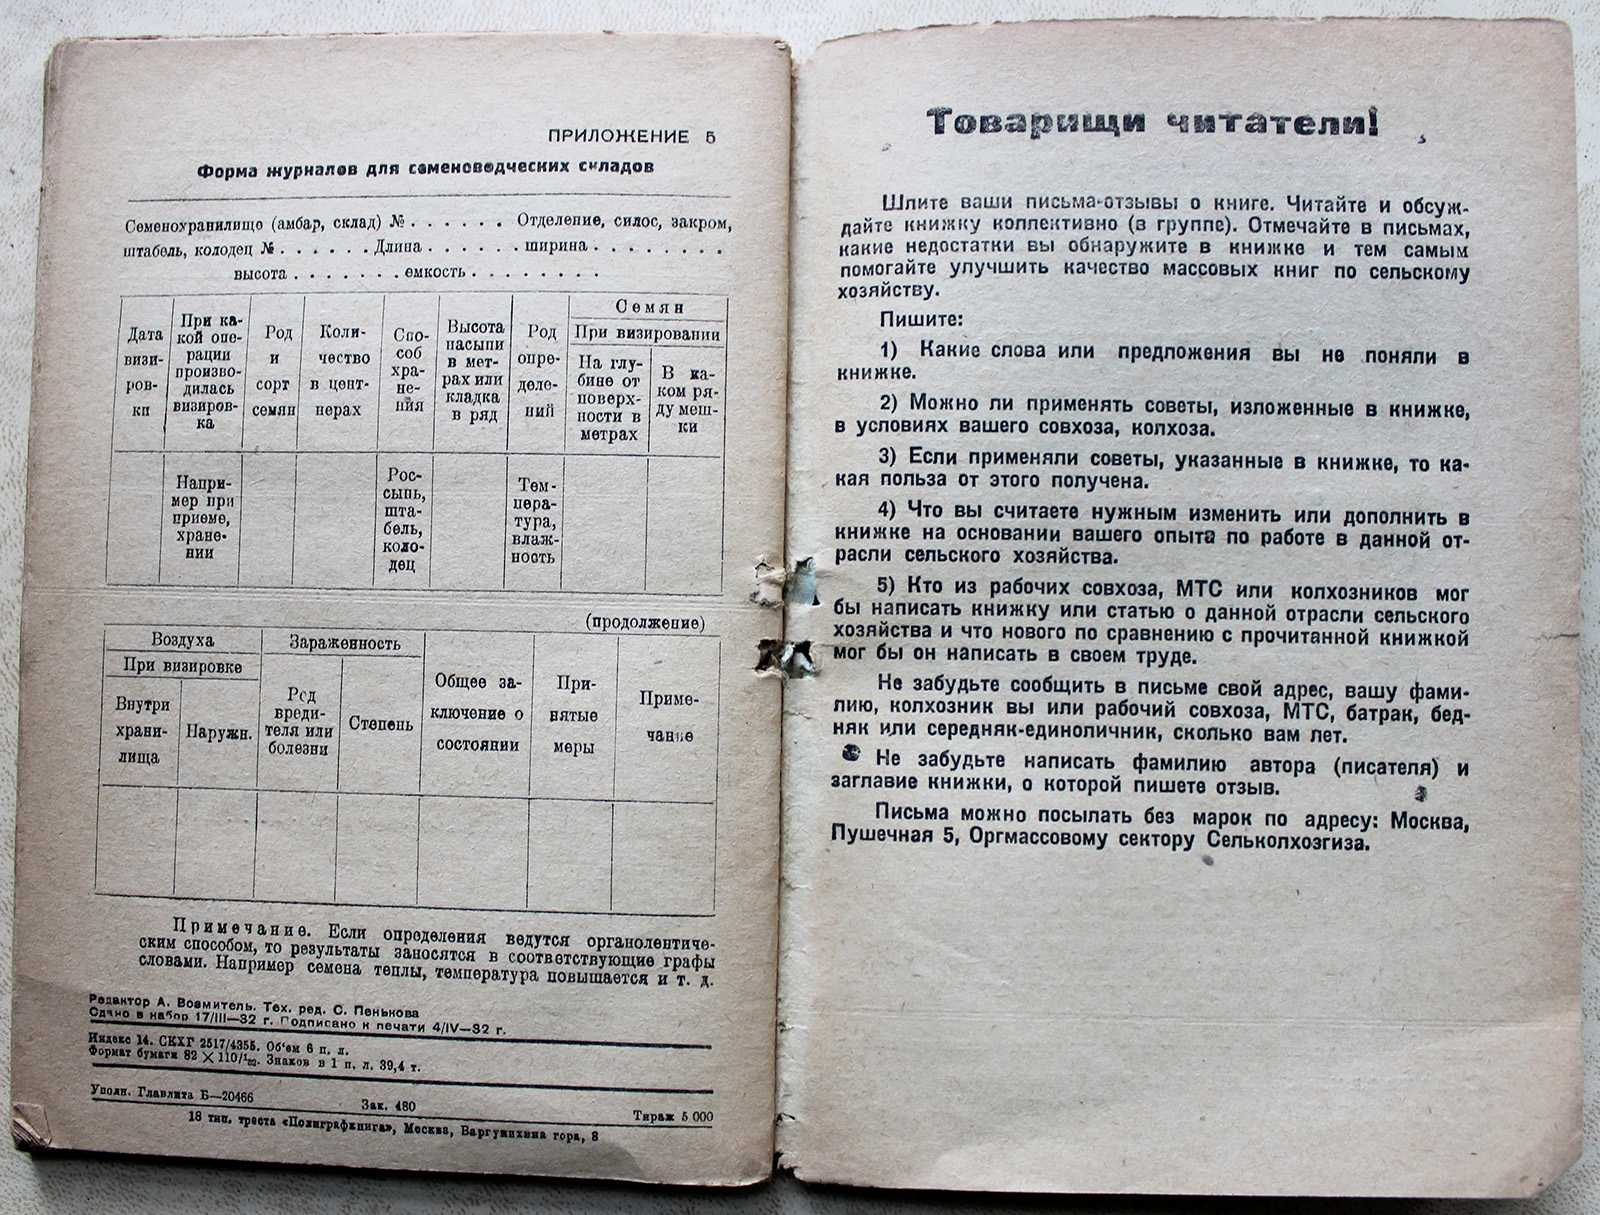 ПРИЛОЖЕНИЕ 5
Форма журналов для семеноводческих складов
Семенохранилище (амбар, склад) № . . . . . . Отделение, силос, закром,
штабель, колодец № . . . . . . Длина . . . . . . ширина . . . . . . . .
высота . . . . . . . емкость . . . . . . . .
Дата
визи-
ров-
ки
При ка-
кой опе-
рации
произво-
дилась
визиров-
ка
Род
и
сорт
семян
Коли-
чество
в цент-
нерах
Спо-
соб
хра-
не-
ния
Высота
насыпи
в мет-
рах или
кладка
в ряд
Род
опре-
деле-
ний
Семян
При визировании
На глу-
бине от
поверх-
ности в
метрах
В ка-
ком ря-
ду меш-
ки
Напри-
мер при
приеме,
хране-
нии
Рос-
сыпь,
шта-
бель,
коло-
дец
Тем-
пера-
тура,
влаж-
ность
(продолжение)
Воздуха
При визировке
Внутри
храни-
лища
Наружн.
Зараженность
Род
вреди-
теля или
болезни
Степень
Общее за-
ключение о
состоянии
При-
нятые
меры
Приме-
чание
Примечание. Если определения ведутся органолентиче-
ским способом, то результаты заносятся в соответствующие графы
словами. Например семена теплы, температура повышается и т. д.
Редактор А. Возмитель. Тех. ред. С. Пенькова
Сдано в набор 17/III—32 г. Подписано к печати 4/IV—32 г.
Индекс 14. СКХГ 2517/4355. Об'ем 6 п. л.
Формат бумаги 82 × 110/32. Знаков в 1 п. л. 39,4 т.
Уполн. Главлита Б—20466
Зак. 480
Тираж 5 000
18 тип. треста «Полиграфкнига», Москва, Варгунихина гора, 8
Товарищи читатели!
Шлите ваши письма-отзывы о книге. Читайте и обсуж-
дайте книжку коллективно (в группе). Отмечайте в письмах,
какие недостатки вы обнаружите в книжке и тем самым
помогайте улучшить качество массовых книг по сельскому
хозяйству.
Пишите:
1) Какие слова или предложения вы не поняли в
книжке.
2) Можно ли применять советы, изложенные в книжке,
в условиях вашего совхоза, колхоза.
3) Если применяли советы, указанные в книжке, то ка-
кая польза от этого получена.
4) Что вы считаете нужным изменить или дополнить в
книжке на основании вашего опыта по работе в данной от-
расли сельского хозяйства.
5) Кто из рабочих совхоза, МТС или колхозников мог
бы написать книжку или статью о данной отрасли сельского
хозяйства и что нового по сравнению с прочитанной книжкой
мог бы он написать в своем труде.
Не забудьте сообщить в письме свой адрес, вашу фами-
лию, колхозник вы или рабочий совхоза, МТС, батрак, бед-
няк или середняк-единоличник, сколько вам лет.
Не забудьте написать фамилию автора (писателя) и
заглавие книжки, о которой пишете отзыв.
Письма можно посылать без марок по адресу: Москва,
Пушечная 5, Оргмассовому сектору Сельколхозгиза.